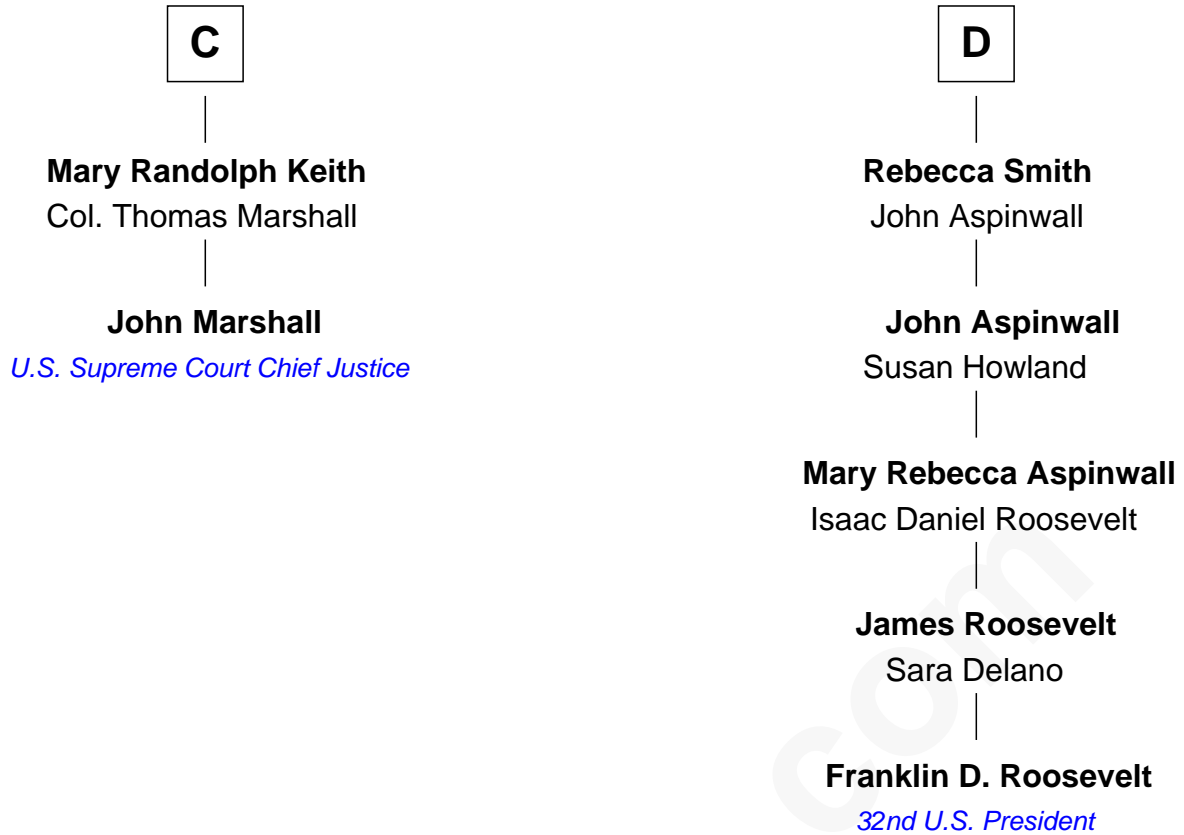 C
Mary Randolph Keith
Col. Thomas Marshall
John Marshall
U.S. Supreme Court Chief Justice
D
Rebecca Smith
John Aspinwall
John Aspinwall
Susan Howland
Mary Rebecca Aspinwall
Isaac Daniel Roosevelt
James Roosevelt
Sara Delano
Franklin D. Roosevelt
32nd U.S. President
com